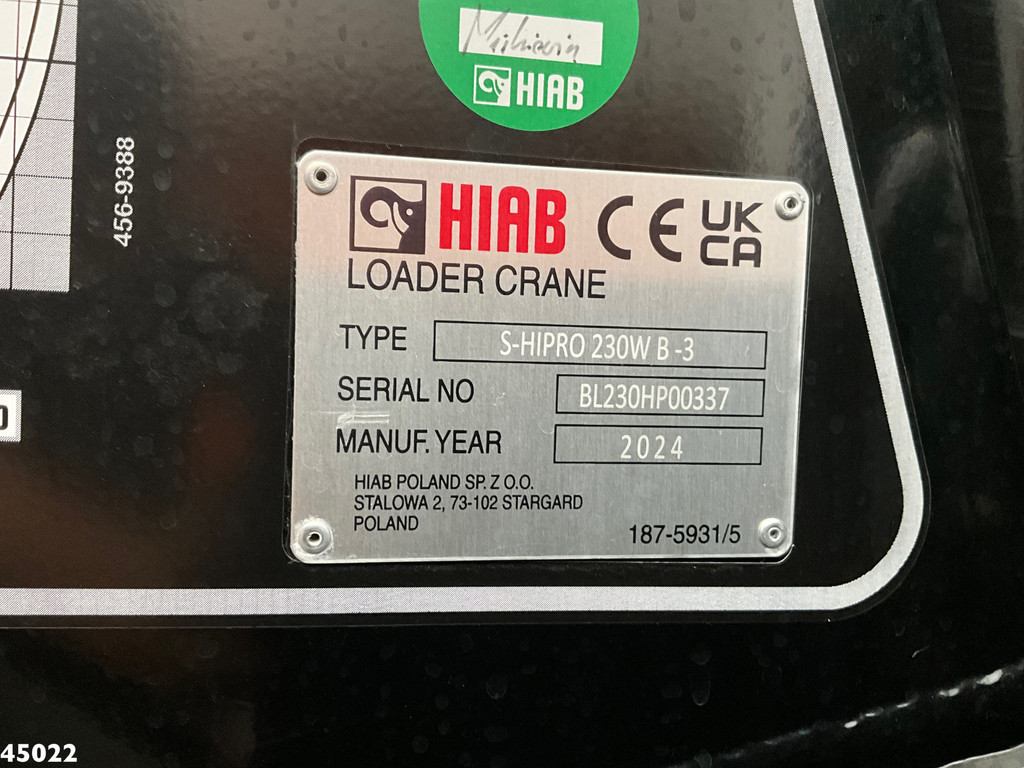 HIAB
456-9388
HIAB CE UK CA
LOADER CRANE
TYPE S-HIPRO 230W B -3
SERIAL NO BL230HP00337
MANUF. YEAR 2024
HIAB POLAND SP. Z O.O.
STALOWA 2, 73-102 STARGARD
POLAND
187-5931/5
45022